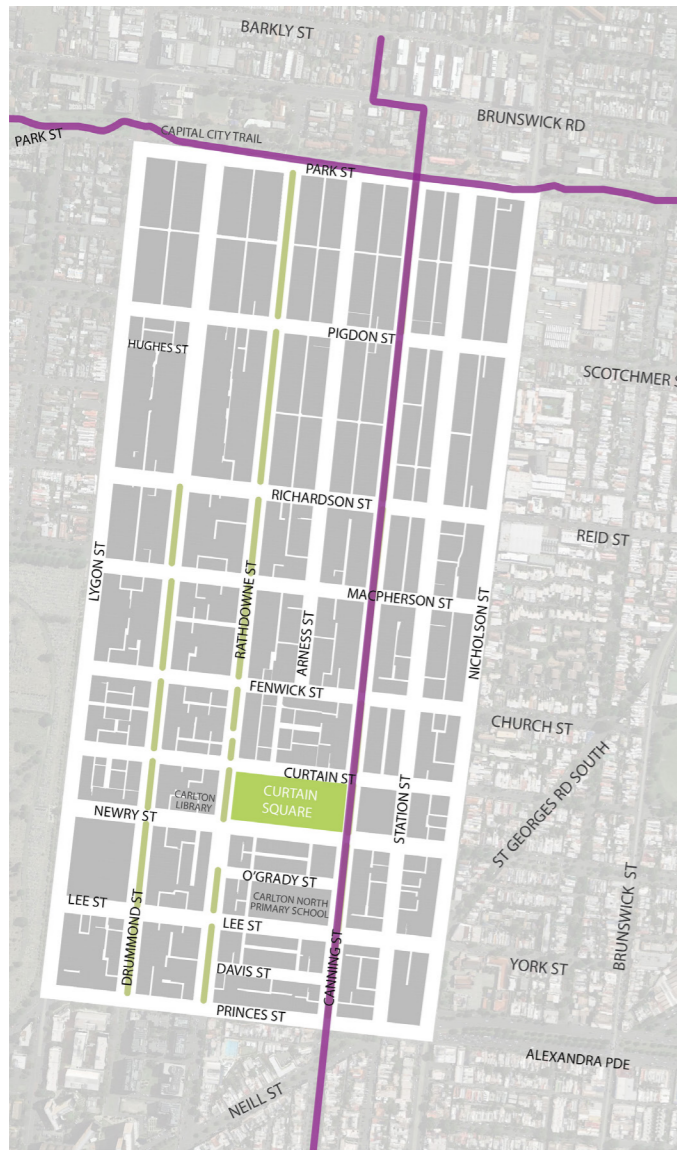 BARKLY ST
BRUNSWICK RD
CAPITAL CITY TRAIL
PARK ST
PARK ST
PIGDON ST
HUGHES ST
SCOTCHMER S
RICHARDSON ST
REID ST
LYGON ST
RATHDOWNE ST
MACPHERSON ST
ARNESS ST
NICHOLSON ST
FENWICK ST
CHURCH ST
CURTAIN ST
CURTAIN
SQUARE
CARLTON
LIBRARY
STATION ST
ST GEORGES RD SOUTH
NEWRY ST
O'GRADY ST
CARLTON NORTH
PRIMARY SCHOOL
LEE ST
LEE ST
DRUMMOND ST
BRUNSWICK ST
DAVIS ST
CANNING ST
YORK ST
PRINCES ST
ALEXANDRA PDE
NEILL ST